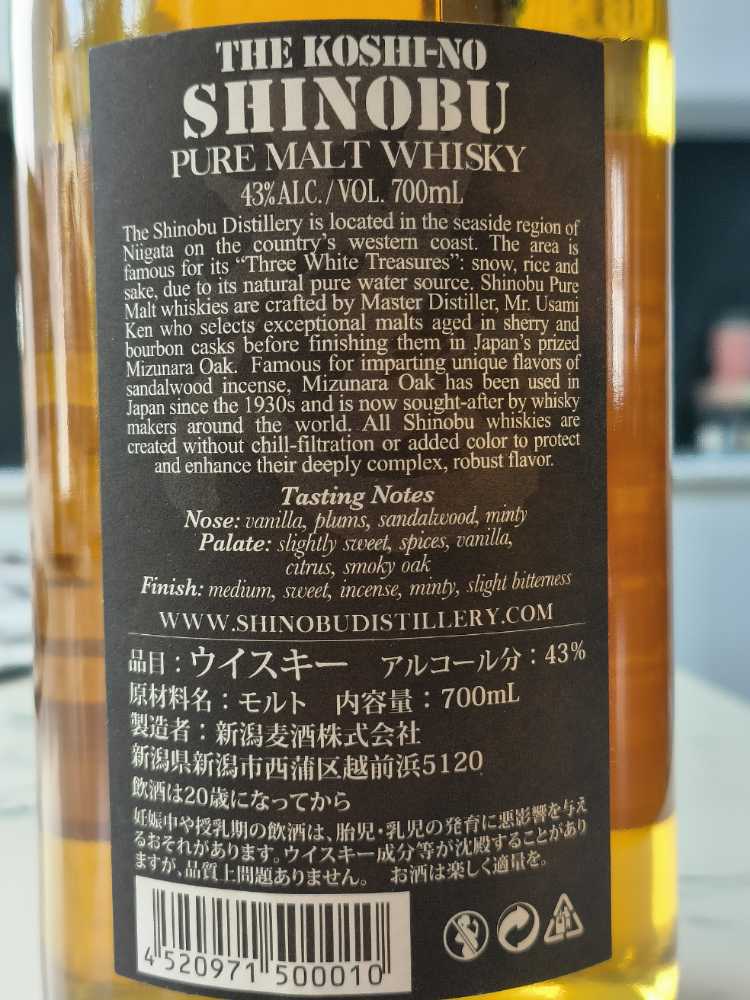 THE KOSHI-NO
SHINOBU
PURE MALT WHISKY
43%ALC./VOL. 700mL
The Shinobu Distillery is located in the seaside region of
Niigata on the country's western coast. The area is
famous for its “Three White Treasures”: snow, rice and
sake, due to its natural pure water source. Shinobu Pure
Malt whiskies are crafted by Master Distiller, Mr. Usami
Ken who selects exceptional malts aged in sherry and
bourbon casks before finishing them in Japan's prized
Mizunara Oak. Famous for imparting unique flavors of
sandalwood incense, Mizunara Oak has been used in
Japan since the 1930s and is now sought-after by whisky
makers around the world. All Shinobu whiskies are
created without chill-filtration or added color to protect
and enhance their deeply complex, robust flavor.
Tasting Notes
Nose: vanilla, plums, sandalwood, minty
Palate: slightly sweet, spices, vanilla,
citrus, smoky oak
Finish: medium, sweet, incense, minty, slight bitterness
WWW.SHINOBUDISTILLERY.COM
品目：ウイスキー アルコール分：43%
原材料名：モルト 内容量：700mL
製造者：新潟麦酒株式会社
新潟県新潟市西蒲区越前浜5120
飲酒は20歳になってから
妊娠中や授乳期の飲酒は、胎児・乳児の発育に悪影響を与え
るおそれがあります。ウイスキー成分等が沈殿することがあり
ますが、品質上問題ありません。 お酒は楽しく適量を。
4 520971 500010